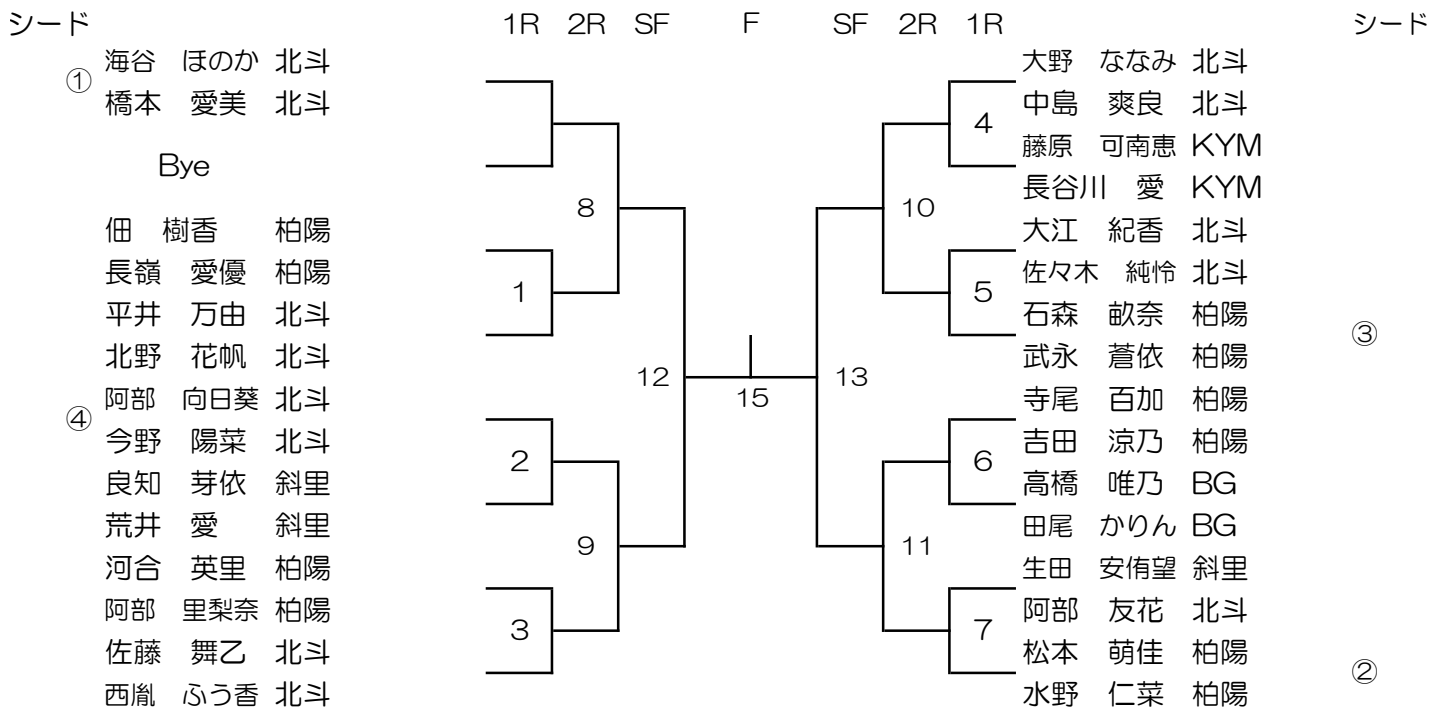 シード 1R 2R SF F SF 2R 1R シード
① 海谷 ほのか 北斗
橋本 愛美 北斗
Bye
佃 樹香 柏陽
長嶺 愛優 柏陽
平井 万由 北斗
北野 花帆 北斗
④ 阿部 向日葵 北斗
今野 陽菜 北斗
良知 芽依 斜里
荒井 愛 斜里
河合 英里 柏陽
阿部 里梨奈 柏陽
佐藤 舞乙 北斗
西胤 ふう香 北斗
8
1
12
2
9
3
15
4
10
5
13
6
11
7
大野 ななみ 北斗
中島 爽良 北斗
藤原 可南恵 KYM
長谷川 愛 KYM
大江 紀香 北斗
佐々木 純怜 北斗
石森 畝奈 柏陽
武永 蒼依 柏陽
③
寺尾 百加 柏陽
吉田 涼乃 柏陽
高橋 唯乃 BG
田尾 かりん BG
生田 安侑望 斜里
阿部 友花 北斗
松本 萌佳 柏陽
水野 仁菜 柏陽
②